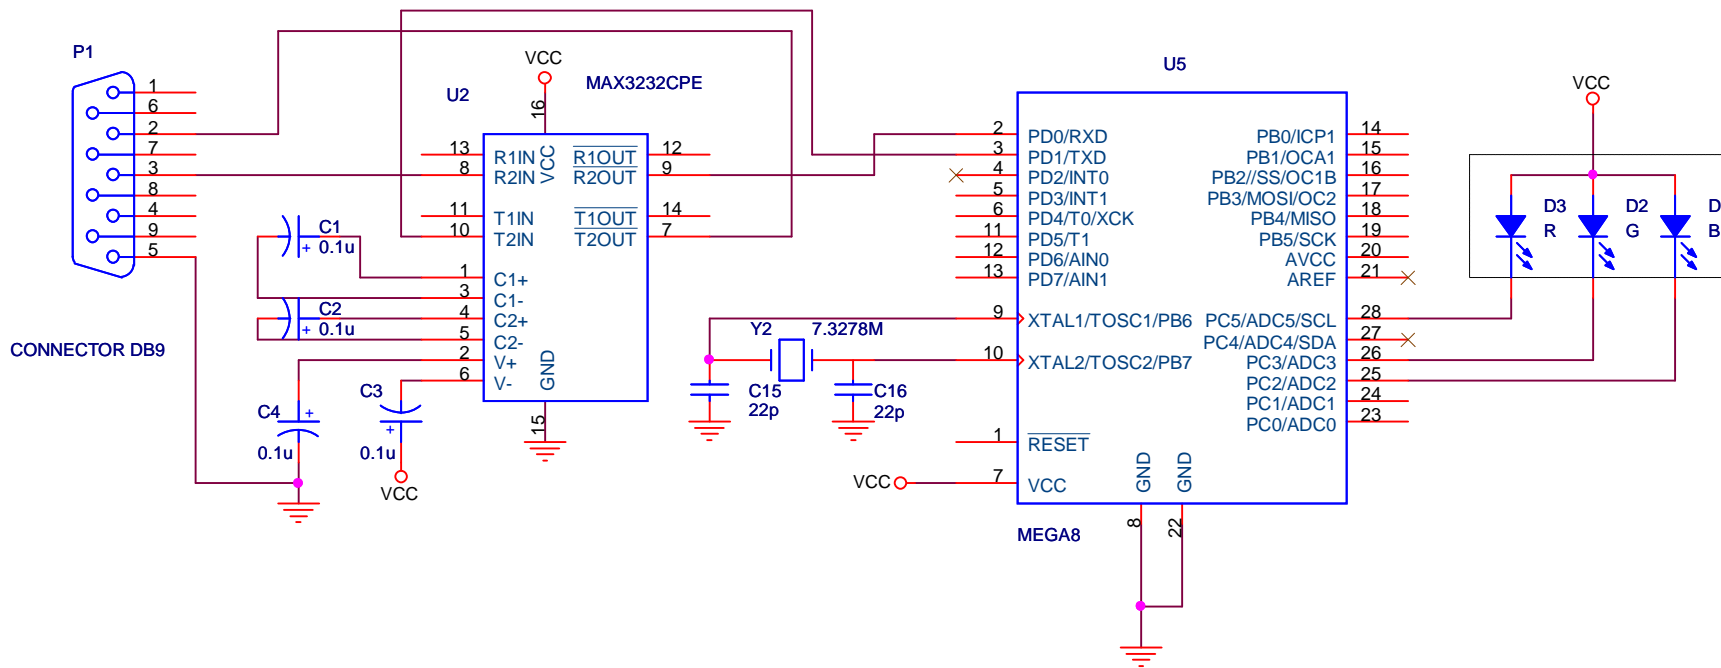 P1
CONNECTOR DB9
1
6
2
7
3
8
4
9
5
U2
MAX3232CPE
VCC
16
13 R1IN
8 R2IN
11 T1IN
10 T2IN
1 C1+
3 C1-
4 C2+
5 C2-
2 V+
6 V-
VCC
GND
15
R1OUT 12
R2OUT 9
T1OUT 14
T2OUT 7
C1
0.1u
+
C2
0.1u
+
C4
0.1u
+
C3
0.1u
+
VCC
U5
MEGA8
2 PD0/RXD
3 PD1/TXD
4 PD2/INT0
5 PD3/INT1
6 PD4/T0/XCK
11 PD5/T1
12 PD6/AIN0
13 PD7/AIN1
9 XTAL1/TOSC1/PB6
10 XTAL2/TOSC2/PB7
1 RESET
VCC 7 VCC
PB0/ICP1 14
PB1/OCA1 15
PB2//SS/OC1B 16
PB3/MOSI/OC2 17
PB4/MISO 18
PB5/SCK 19
AVCC 20
AREF 21
PC5/ADC5/SCL 28
PC4/ADC4/SDA 27
PC3/ADC3 26
PC2/ADC2 25
PC1/ADC1 24
PC0/ADC0 23
GND
GND
8
22
Y2
7.3278M
C15
22p
C16
22p
VCC
D3
R
D2
G
D
B